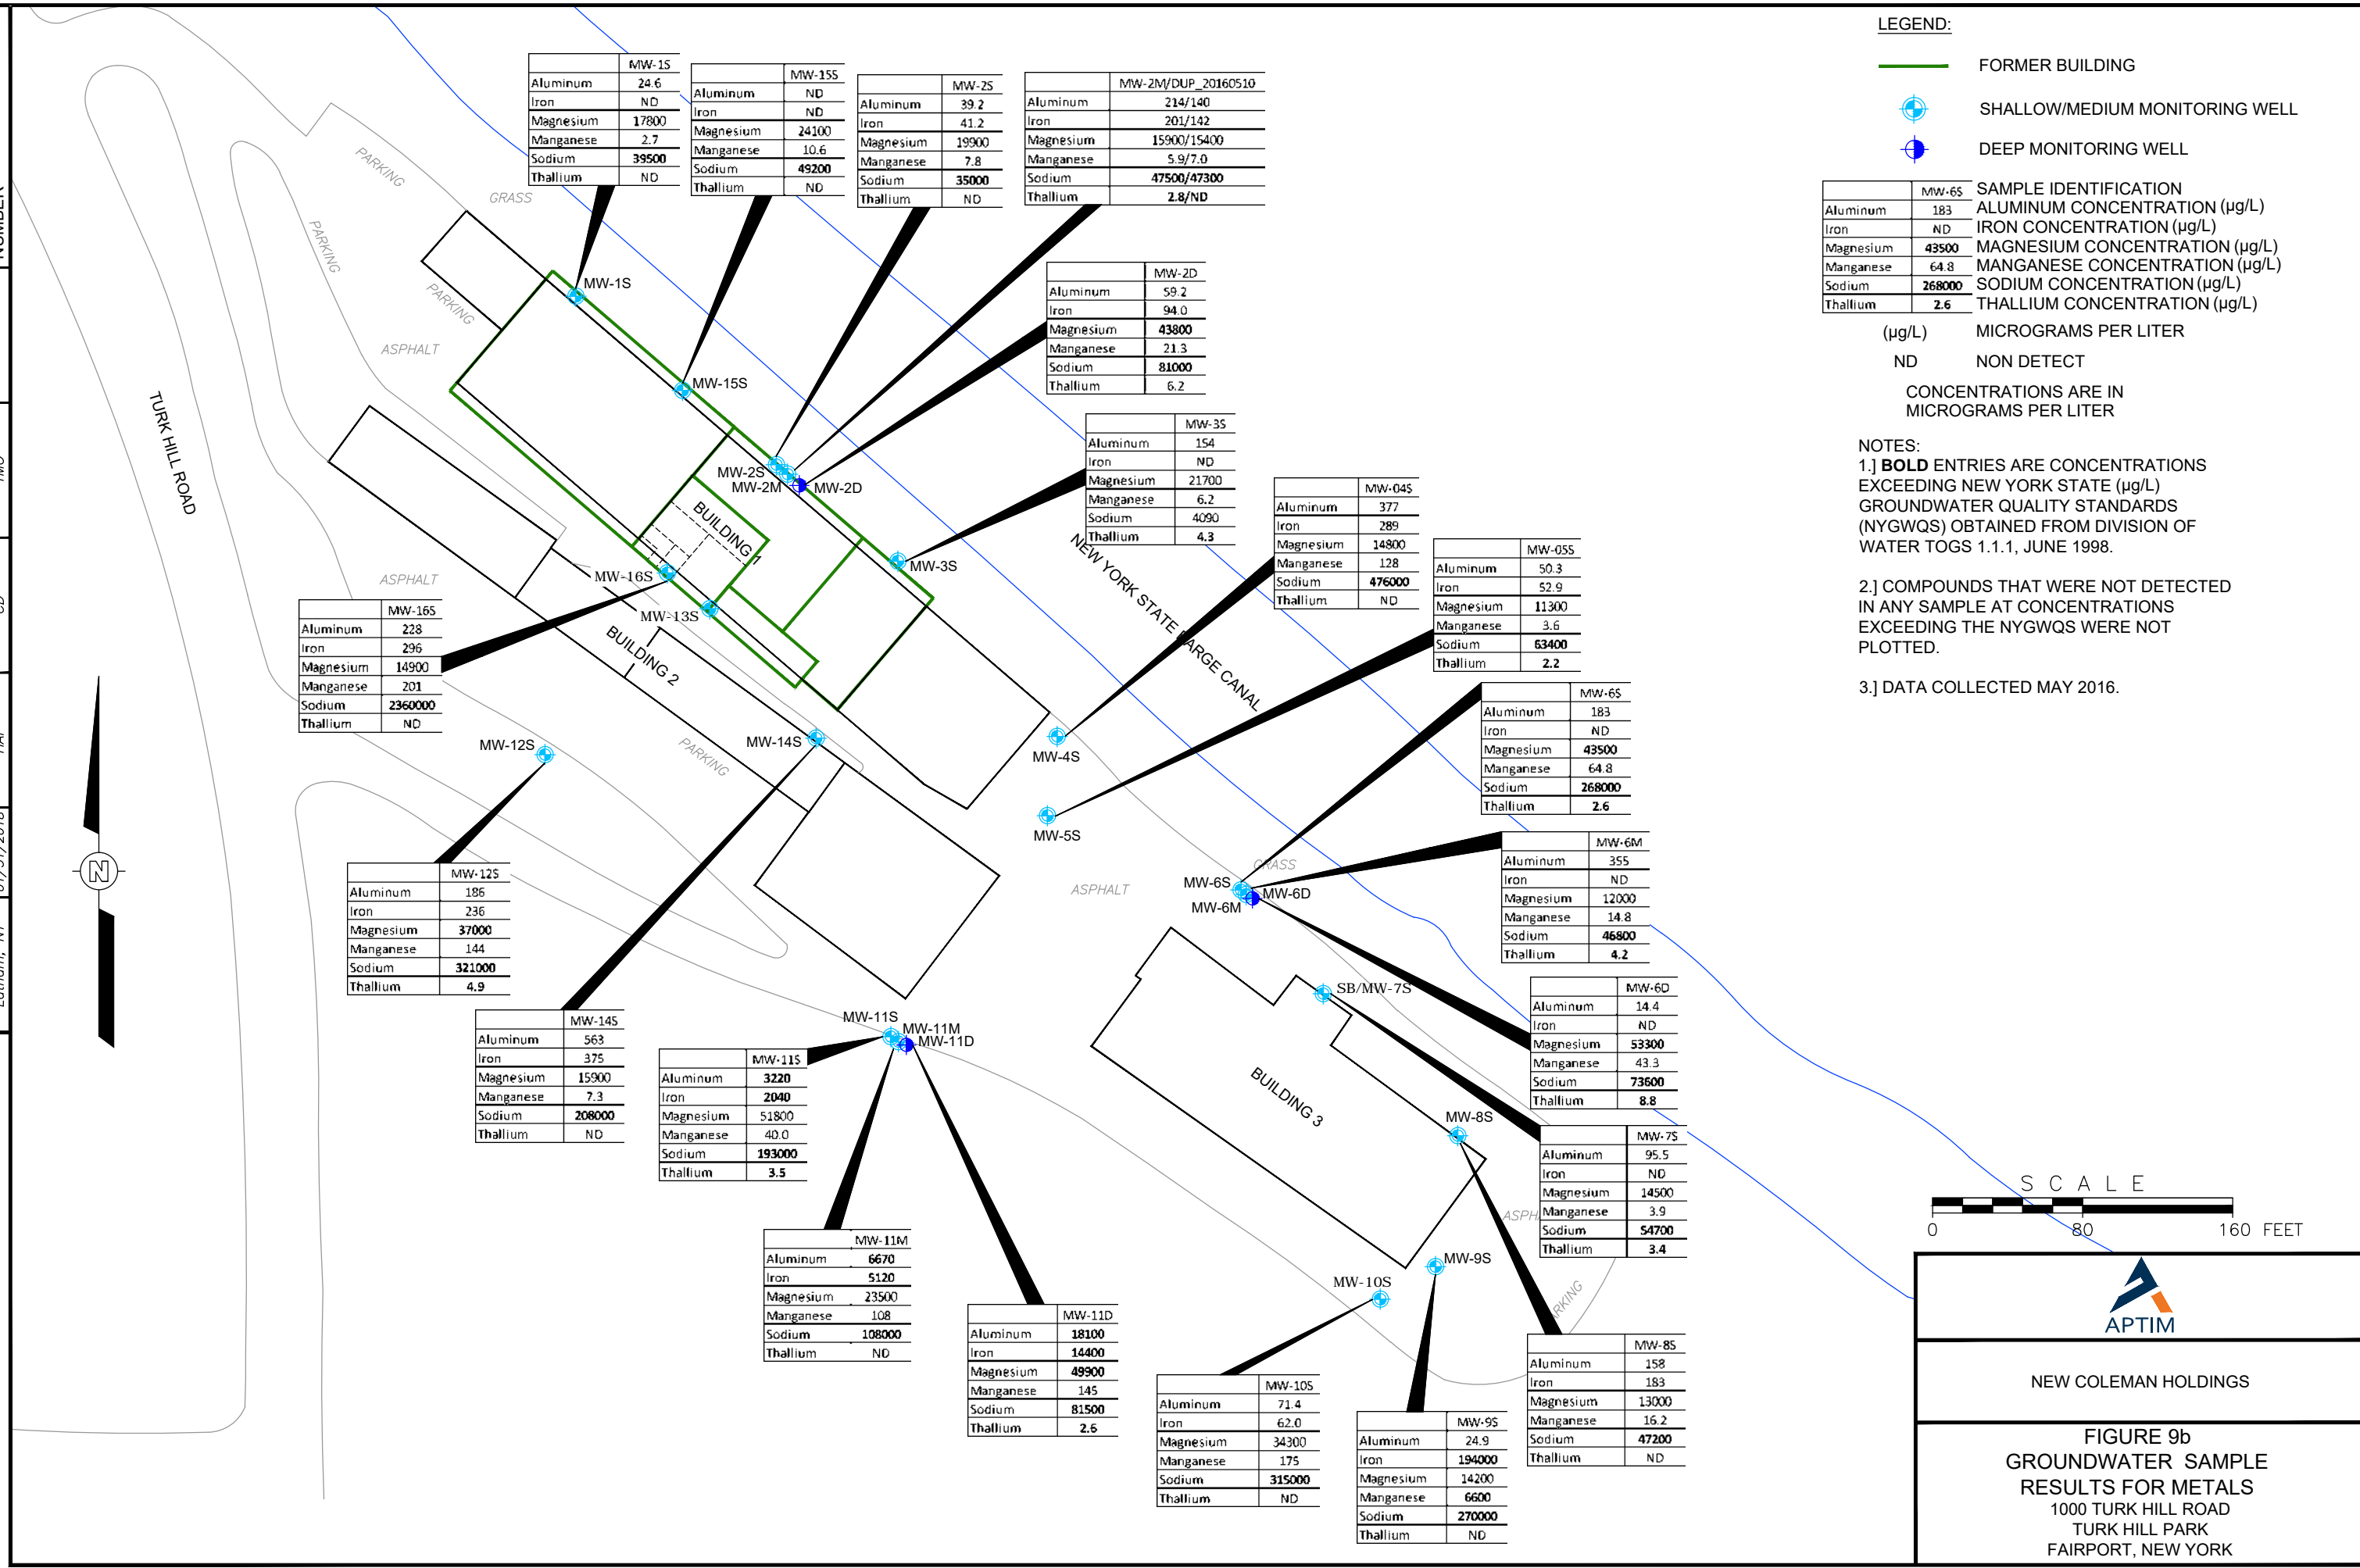 LEGEND:
FORMER BUILDING
SHALLOW/MEDIUM MONITORING WELL
DEEP MONITORING WELL
MW-6S SAMPLE IDENTIFICATION
Aluminum 183 ALUMINUM CONCENTRATION (µg/L)
Iron ND IRON CONCENTRATION (µg/L)
Magnesium 43500 MAGNESIUM CONCENTRATION (µg/L)
Manganese 64.8 MANGANESE CONCENTRATION (µg/L)
Sodium 268000 SODIUM CONCENTRATION (µg/L)
Thallium 2.6 THALLIUM CONCENTRATION (µg/L)
(µg/L) MICROGRAMS PER LITER
ND NON DETECT
CONCENTRATIONS ARE IN
MICROGRAMS PER LITER
NOTES:
1.] BOLD ENTRIES ARE CONCENTRATIONS
EXCEEDING NEW YORK STATE (µg/L)
GROUNDWATER QUALITY STANDARDS
(NYGWQS) OBTAINED FROM DIVISION OF
WATER TOGS 1.1.1, JUNE 1998.
2.] COMPOUNDS THAT WERE NOT DETECTED
IN ANY SAMPLE AT CONCENTRATIONS
EXCEEDING THE NYGWQS WERE NOT
PLOTTED.
3.] DATA COLLECTED MAY 2016.
MW-1S
Aluminum 24.6
Iron ND
Magnesium 17800
Manganese 2.7
Sodium 39500
Thallium ND
MW-15S
Aluminum ND
Iron ND
Magnesium 24100
Manganese 10.6
Sodium 49200
Thallium ND
MW-2S
Aluminum 39.2
Iron 41.2
Magnesium 19900
Manganese 7.8
Sodium 35000
Thallium ND
MW-2M/DUP_20160510
Aluminum 214/140
Iron 201/142
Magnesium 15900/15400
Manganese 5.9/7.0
Sodium 47500/47300
Thallium 2.8/ND
MW-2D
Aluminum 59.2
Iron 94.0
Magnesium 43800
Manganese 21.3
Sodium 81000
Thallium 6.2
MW-3S
Aluminum 154
Iron ND
Magnesium 21700
Manganese 6.2
Sodium 4090
Thallium 4.3
MW-04S
Aluminum 377
Iron 289
Magnesium 14800
Manganese 128
Sodium 476000
Thallium ND
MW-05S
Aluminum 50.3
Iron 52.9
Magnesium 11300
Manganese 3.6
Sodium 63400
Thallium 2.2
MW-6S
Aluminum 183
Iron ND
Magnesium 43500
Manganese 64.8
Sodium 268000
Thallium 2.6
MW-6M
Aluminum 355
Iron ND
Magnesium 12000
Manganese 14.8
Sodium 46800
Thallium 4.2
MW-6D
Aluminum 14.4
Iron ND
Magnesium 53300
Manganese 43.3
Sodium 73600
Thallium 8.8
MW-7S
Aluminum 95.5
Iron ND
Magnesium 14500
Manganese 3.9
Sodium 54700
Thallium 3.4
MW-8S
Aluminum 158
Iron 183
Magnesium 13000
Manganese 16.2
Sodium 47200
Thallium ND
MW-9S
Aluminum 24.9
Iron 194000
Magnesium 14200
Manganese 6600
Sodium 270000
Thallium ND
MW-10S
Aluminum 71.4
Iron 62.0
Magnesium 34300
Manganese 175
Sodium 315000
Thallium ND
MW-11D
Aluminum 18100
Iron 14400
Magnesium 49900
Manganese 145
Sodium 81500
Thallium 2.6
MW-11M
Aluminum 6670
Iron 5120
Magnesium 23500
Manganese 108
Sodium 108000
Thallium ND
MW-11S
Aluminum 3220
Iron 2040
Magnesium 51800
Manganese 40.0
Sodium 193000
Thallium 3.5
MW-14S
Aluminum 563
Iron 375
Magnesium 15900
Manganese 7.3
Sodium 208000
Thallium ND
MW-12S
Aluminum 186
Iron 236
Magnesium 37000
Manganese 144
Sodium 321000
Thallium 4.9
MW-16S
Aluminum 228
Iron 296
Magnesium 14900
Manganese 201
Sodium 2360000
Thallium ND
PARKING
GRASS
PARKING
PARKING
ASPHALT
TURK HILL ROAD
MW-1S
MW-15S
MW-2S
MW-2M
MW-2D
BUILDING 1
MW-3S
MW-16S
MW-13S
ASPHALT
BUILDING 2
NEW YORK STATE BARGE CANAL
MW-12S
MW-14S
PARKING
MW-4S
MW-5S
ASPHALT
GRASS
MW-6S
MW-6M
MW-6D
SB/MW-7S
MW-11S
MW-11M
MW-11D
BUILDING 3
MW-8S
MW-9S
MW-10S
N
SCALE
0 80 160 FEET
APTIM
NEW COLEMAN HOLDINGS
FIGURE 9b
GROUNDWATER SAMPLE
RESULTS FOR METALS
1000 TURK HILL ROAD
TURK HILL PARK
FAIRPORT, NEW YORK